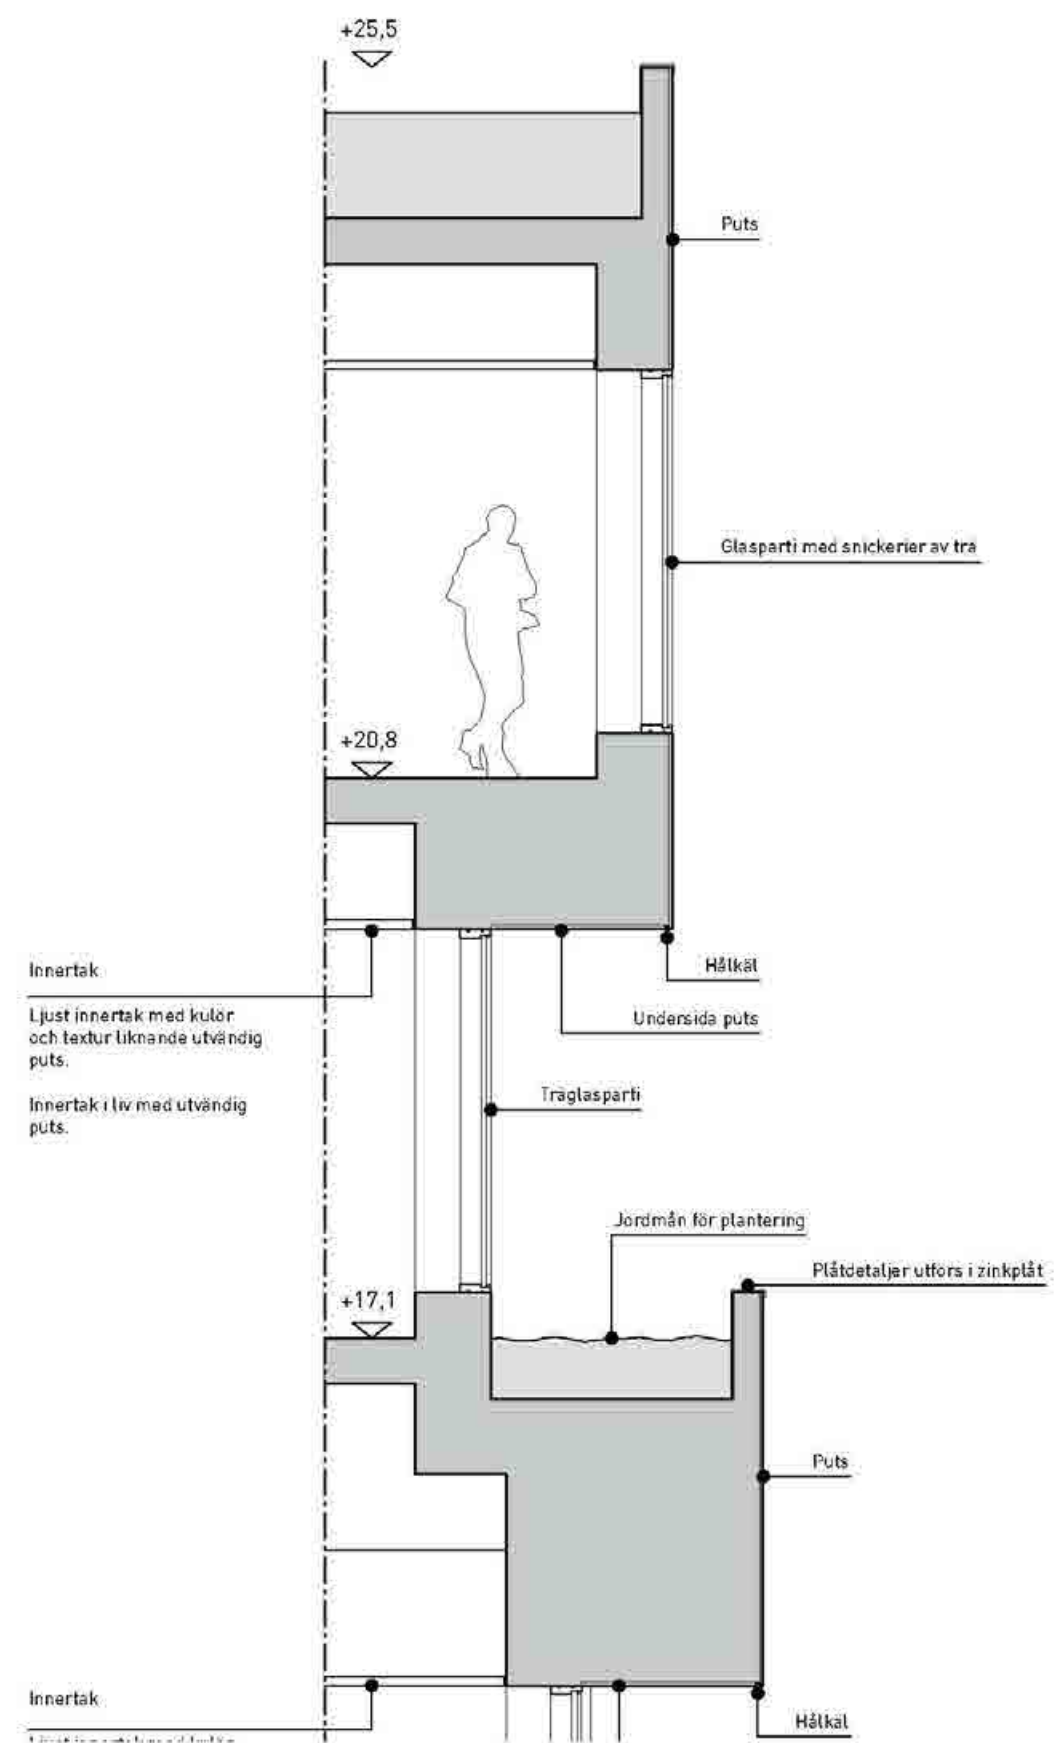 +25,5
Puts
Glasparti med snickerier av trä
+20,8
Innertak
Ljust innertak med kulör
och textur liknande utvändig
puts.
Innertak i liv med utvändig
puts.
Hålkäl
Undersida puts
Träglasparti
Jordmån för plantering
Plåtdetaljer utförs i zinkplåt
+17,1
Puts
Innertak
Hålkäl